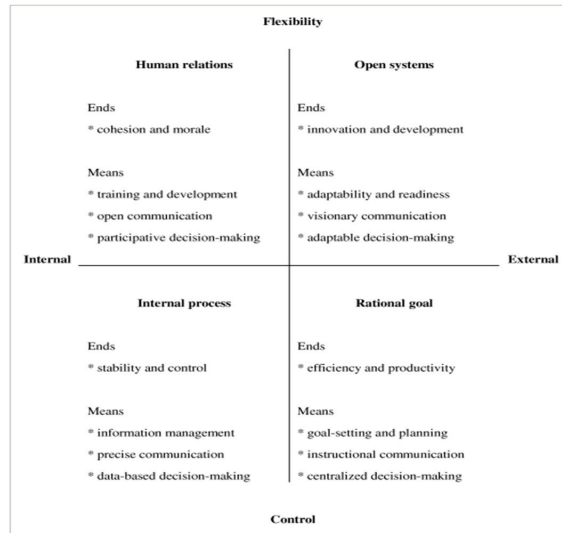 Flexibility
Human relations
Open systems
Ends
* cohesion and morale
Ends
* innovation and development
Means
* training and development
* open communication
* participative decision-making
Means
* adaptability and readiness
* visionary communication
* adaptable decision-making
Internal
External
Internal process
Rational goal
Ends
* stability and control
Ends
* efficiency and productivity
Means
* information management
* precise communication
* data-based decision-making
Means
* goal-setting and planning
* instructional communication
* centralized decision-making
Control